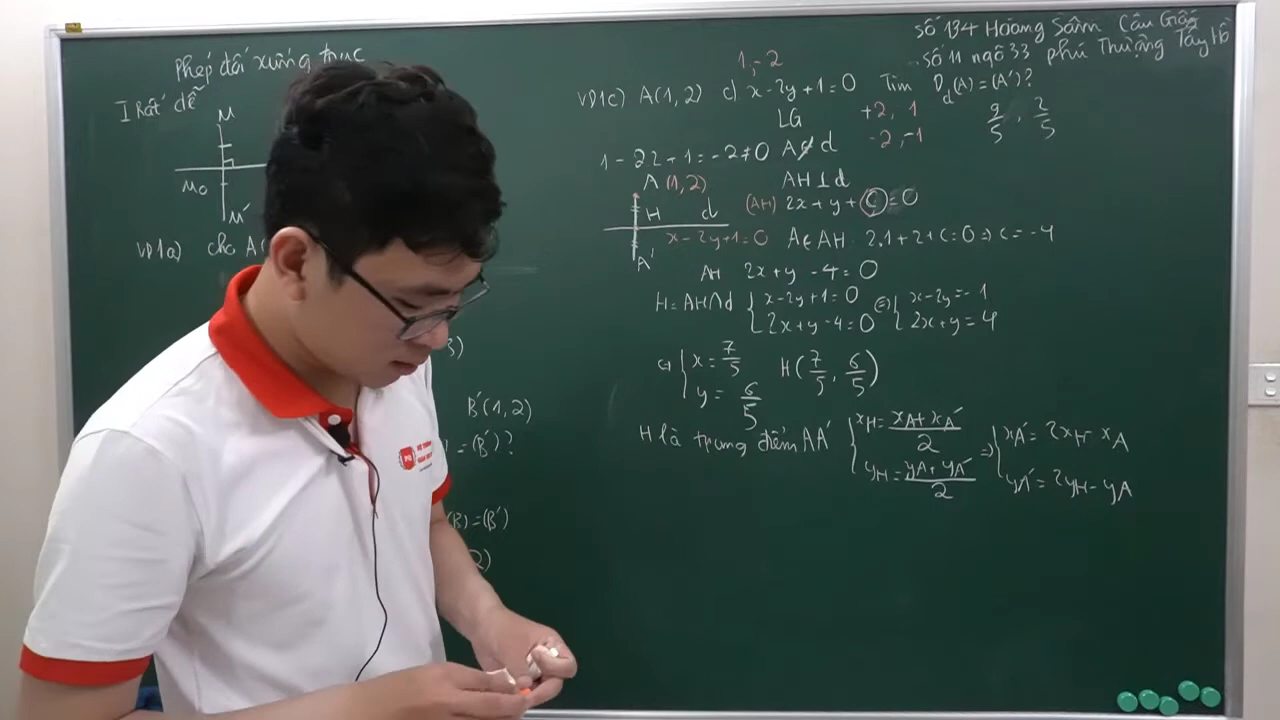 số 134 Hoàng Sâm Cầu Giấy
số 11 ngõ 33 phú Thượng Tây Hồ
Phép đối xứng trục
I Rất dễ
M
M₀
M'
VD1a) cho A(
B)
B'(1,2)
=(B')?
(B)=(B')
2)
1,-2
VD1c) A(1,2) d) x-2y+1=0 Tìm D_d(A)=(A')?
LG
+2, 1
-2,-1
9/5, 2/5
1-2.2+1=-2≠0 A∉d
A (1,2)
H d
x-2y+1=0
A'
AH⊥d
(AH) 2x+y+C=0
A∈AH. 2.1+2+C=0 ⇒ C=-4
AH 2x+y-4=0
H=AH∩d { x-2y+1=0 ; 2x+y-4=0 ⇔ { x-2y=-1 ; 2x+y=4
⇔ { x=7/5 ; y=6/5 H(7/5, 6/5)
H là trung điểm AA' { xH=(xA+xA')/2 ; yH=(yA+yA')/2 ⇒ { xA'=2xH-xA ; yA'=2yH-yA